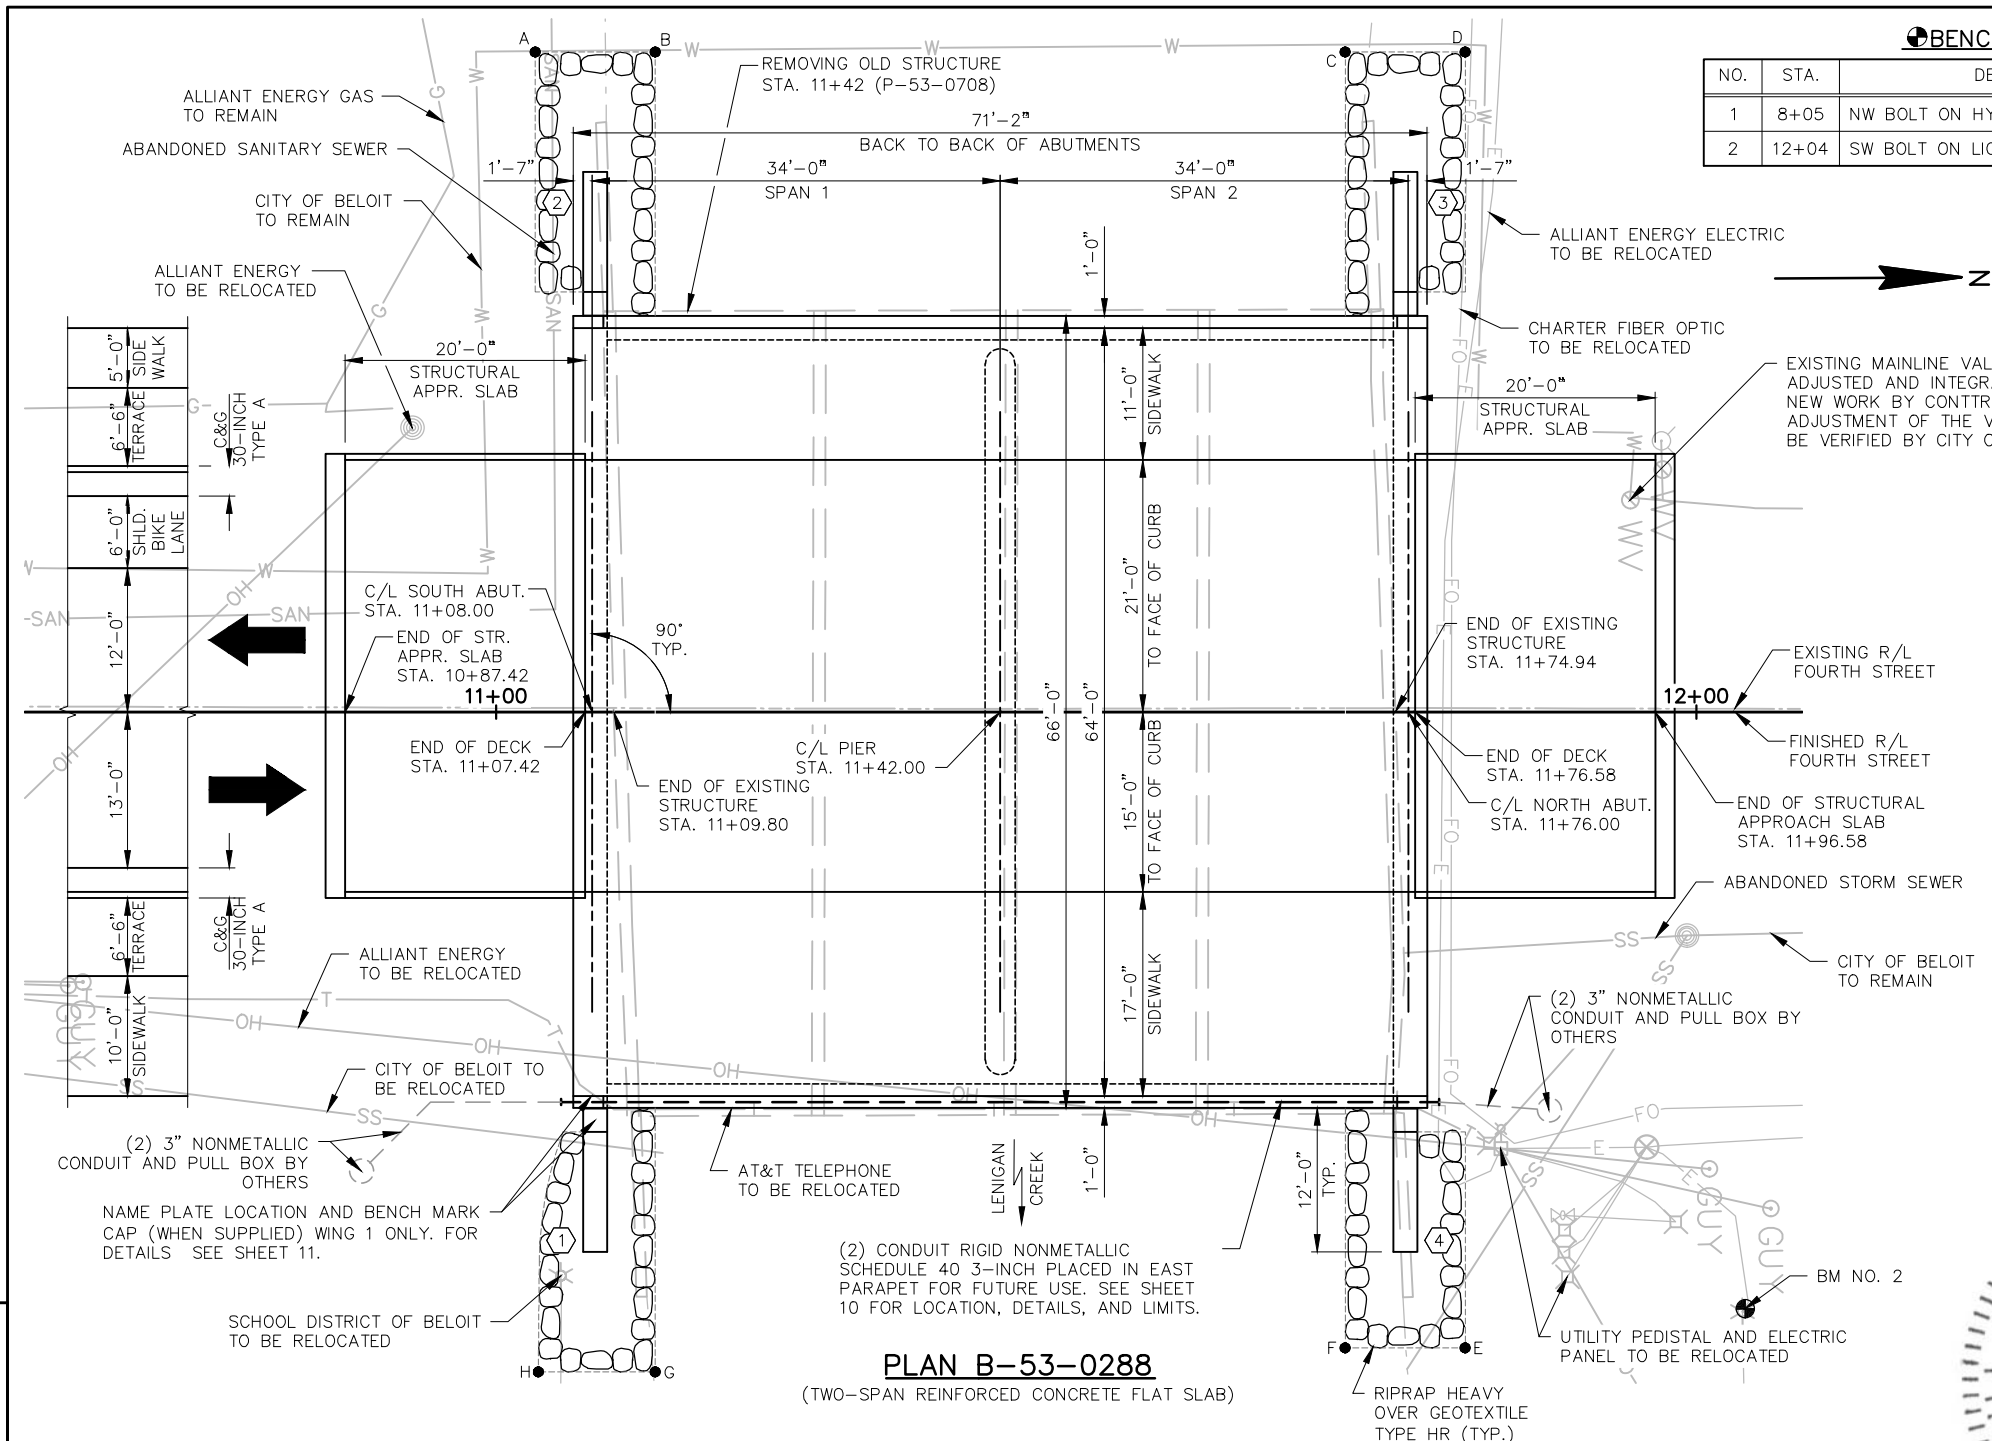 A
B
C
D
BENC
NO. STA. DE
1 8+05 NW BOLT ON HY
2 12+04 SW BOLT ON LIG
REMOVING OLD STRUCTURE
STA. 11+42 (P-53-0708)
ALLIANT ENERGY GAS
TO REMAIN
ABANDONED SANITARY SEWER
CITY OF BELOIT
TO REMAIN
ALLIANT ENERGY
TO BE RELOCATED
71'-2"
BACK TO BACK OF ABUTMENTS
1'-7"
34'-0"
SPAN 1
34'-0"
SPAN 2
1'-7"
2
3
1'-0"
ALLIANT ENERGY ELECTRIC
TO BE RELOCATED
N
CHARTER FIBER OPTIC
TO BE RELOCATED
EXISTING MAINLINE VAL
ADJUSTED AND INTEGR
NEW WORK BY CONTTR
ADJUSTMENT OF THE V
BE VERIFIED BY CITY O
20'-0"
STRUCTURAL
APPR. SLAB
20'-0"
STRUCTURAL
APPR. SLAB
5'-0"
SIDE
WALK
6'-6"
TERRACE
C&G
30-INCH
TYPE A
6'-0"
SHLD.
BIKE
LANE
12'-0"
13'-0"
6'-6"
TERRACE
C&G
30-INCH
TYPE A
10'-0"
SIDEWALK
11'-0"
SIDEWALK
21'-0"
TO FACE OF CURB
66'-0"
64'-0"
15'-0"
TO FACE OF CURB
17'-0"
SIDEWALK
C/L SOUTH ABUT.
STA. 11+08.00
END OF STR.
APPR. SLAB
STA. 10+87.42
11+00
90°
TYP.
END OF DECK
STA. 11+07.42
END OF EXISTING
STRUCTURE
STA. 11+09.80
C/L PIER
STA. 11+42.00
END OF EXISTING
STRUCTURE
STA. 11+74.94
EXISTING R/L
FOURTH STREET
12+00
FINISHED R/L
FOURTH STREET
END OF DECK
STA. 11+76.58
C/L NORTH ABUT.
STA. 11+76.00
END OF STRUCTURAL
APPROACH SLAB
STA. 11+96.58
ABANDONED STORM SEWER
CITY OF BELOIT
TO REMAIN
ALLIANT ENERGY
TO BE RELOCATED
CITY OF BELOIT TO
BE RELOCATED
(2) 3" NONMETALLIC
CONDUIT AND PULL BOX BY
OTHERS
(2) 3" NONMETALLIC
CONDUIT AND PULL BOX BY
OTHERS
NAME PLATE LOCATION AND BENCH MARK
CAP (WHEN SUPPLIED) WING 1 ONLY. FOR
DETAILS SEE SHEET 11.
SCHOOL DISTRICT OF BELOIT
TO BE RELOCATED
AT&T TELEPHONE
TO BE RELOCATED
LENIGAN
CREEK
1'-0"
12'-0"
TYP.
1
4
(2) CONDUIT RIGID NONMETALLIC
SCHEDULE 40 3-INCH PLACED IN EAST
PARAPET FOR FUTURE USE. SEE SHEET
10 FOR LOCATION, DETAILS, AND LIMITS.
BM NO. 2
UTILITY PEDISTAL AND ELECTRIC
PANEL TO BE RELOCATED
H
G
F
E
RIPRAP HEAVY
OVER GEOTEXTILE
TYPE HR (TYP.)
PLAN B-53-0288
(TWO-SPAN REINFORCED CONCRETE FLAT SLAB)
G
W
SAN
OH
FO
E
WV
T
SS
GUY